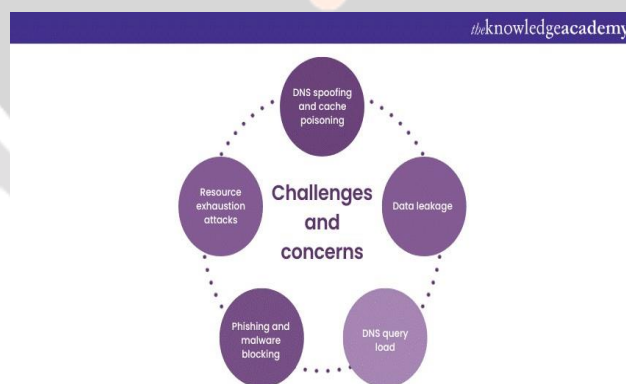 theknowledgeacademy
DNS spoofing
and cache
poisoning
Resource
exhaustion
attacks
Challenges
and
concerns
Data leakage
Phishing and
malware
blocking
DNS query
load